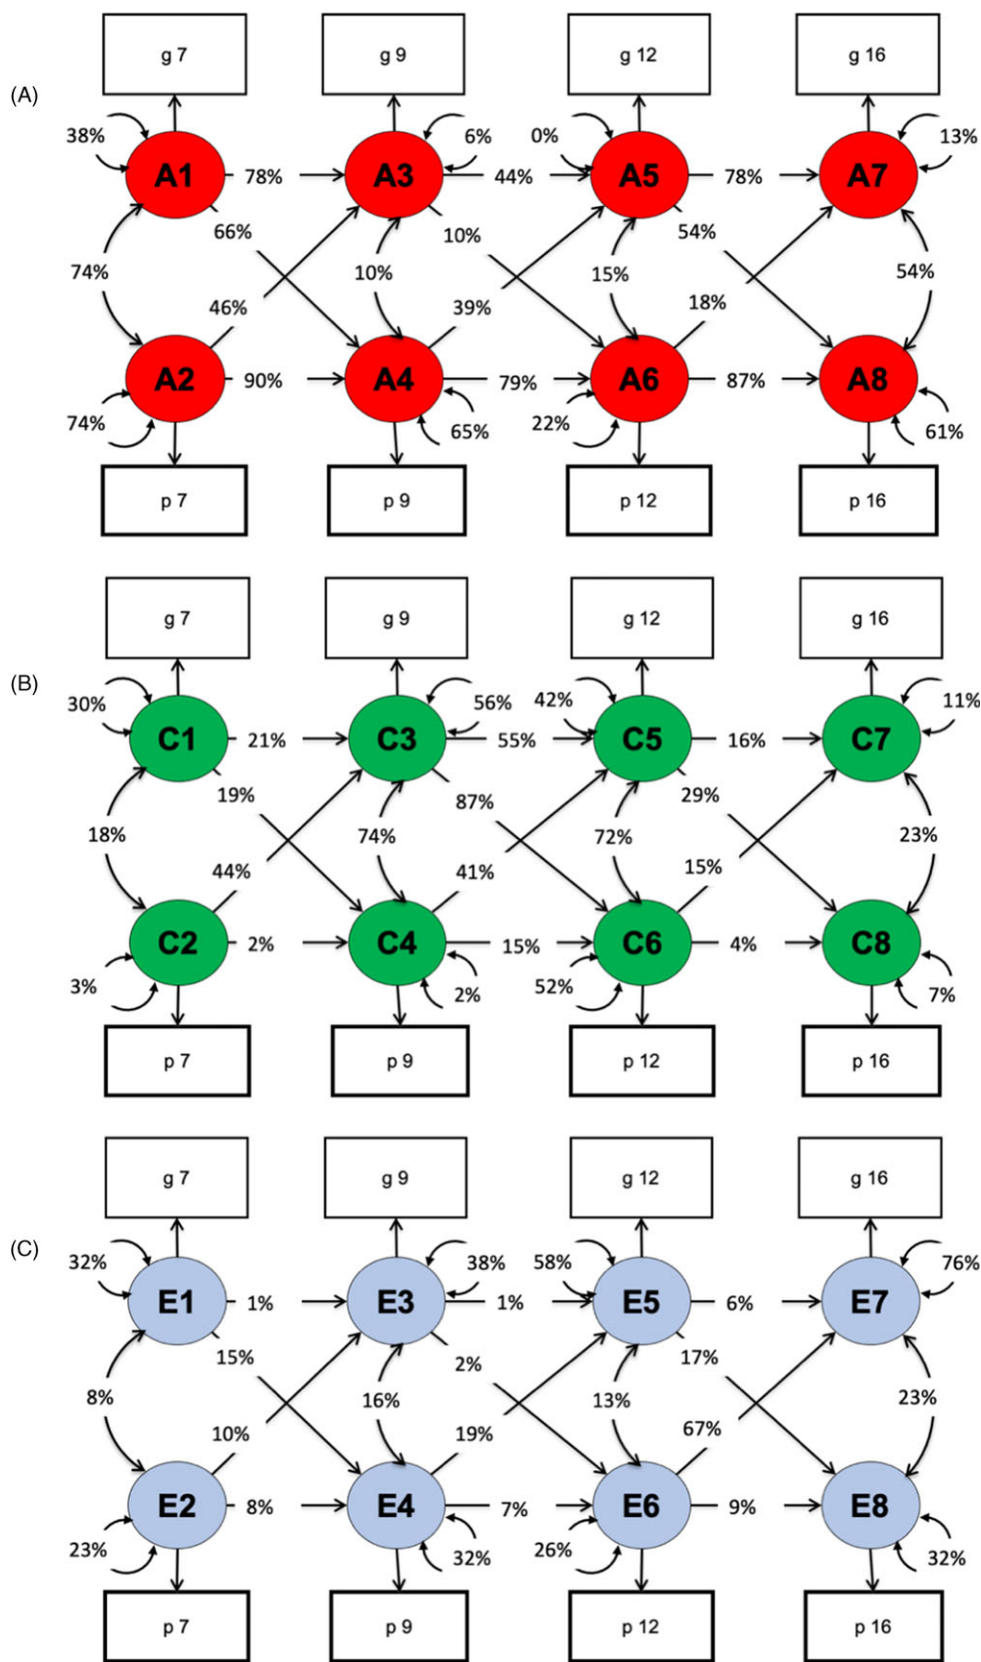 g 7 g 9 g 12 g 16
(A)
38% 6% 0% 13%
A1 78% A3 44% A5 78% A7
66% 10% 54%
74% 10% 15% 54%
46% 39% 18%
A2 90% A4 79% A6 87% A8
74% 65% 22% 61%
p 7 p 9 p 12 p 16
g 7 g 9 g 12 g 16
(B)
30% 56% 42% 11%
C1 21% C3 55% C5 16% C7
19% 87% 29%
18% 74% 72% 23%
44% 41% 15%
C2 2% C4 15% C6 4% C8
3% 2% 52% 7%
p 7 p 9 p 12 p 16
g 7 g 9 g 12 g 16
(C)
32% 38% 58% 76%
E1 1% E3 1% E5 6% E7
15% 2% 17%
8% 16% 13% 23%
10% 19% 67%
E2 8% E4 7% E6 9% E8
23% 32% 26% 32%
p 7 p 9 p 12 p 16